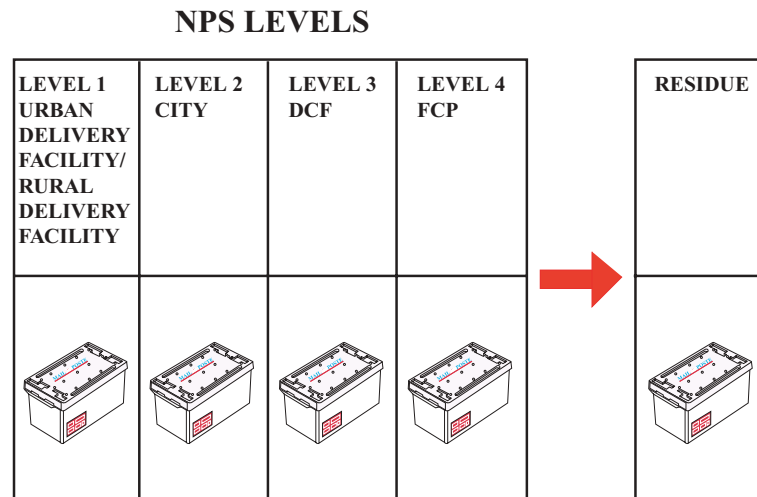 NPS LEVELS
LEVEL 1
URBAN
DELIVERY
FACILITY/
RURAL
DELIVERY
FACILITY
LEVEL 2
CITY
LEVEL 3
DCF
LEVEL 4
FCP
RESIDUE